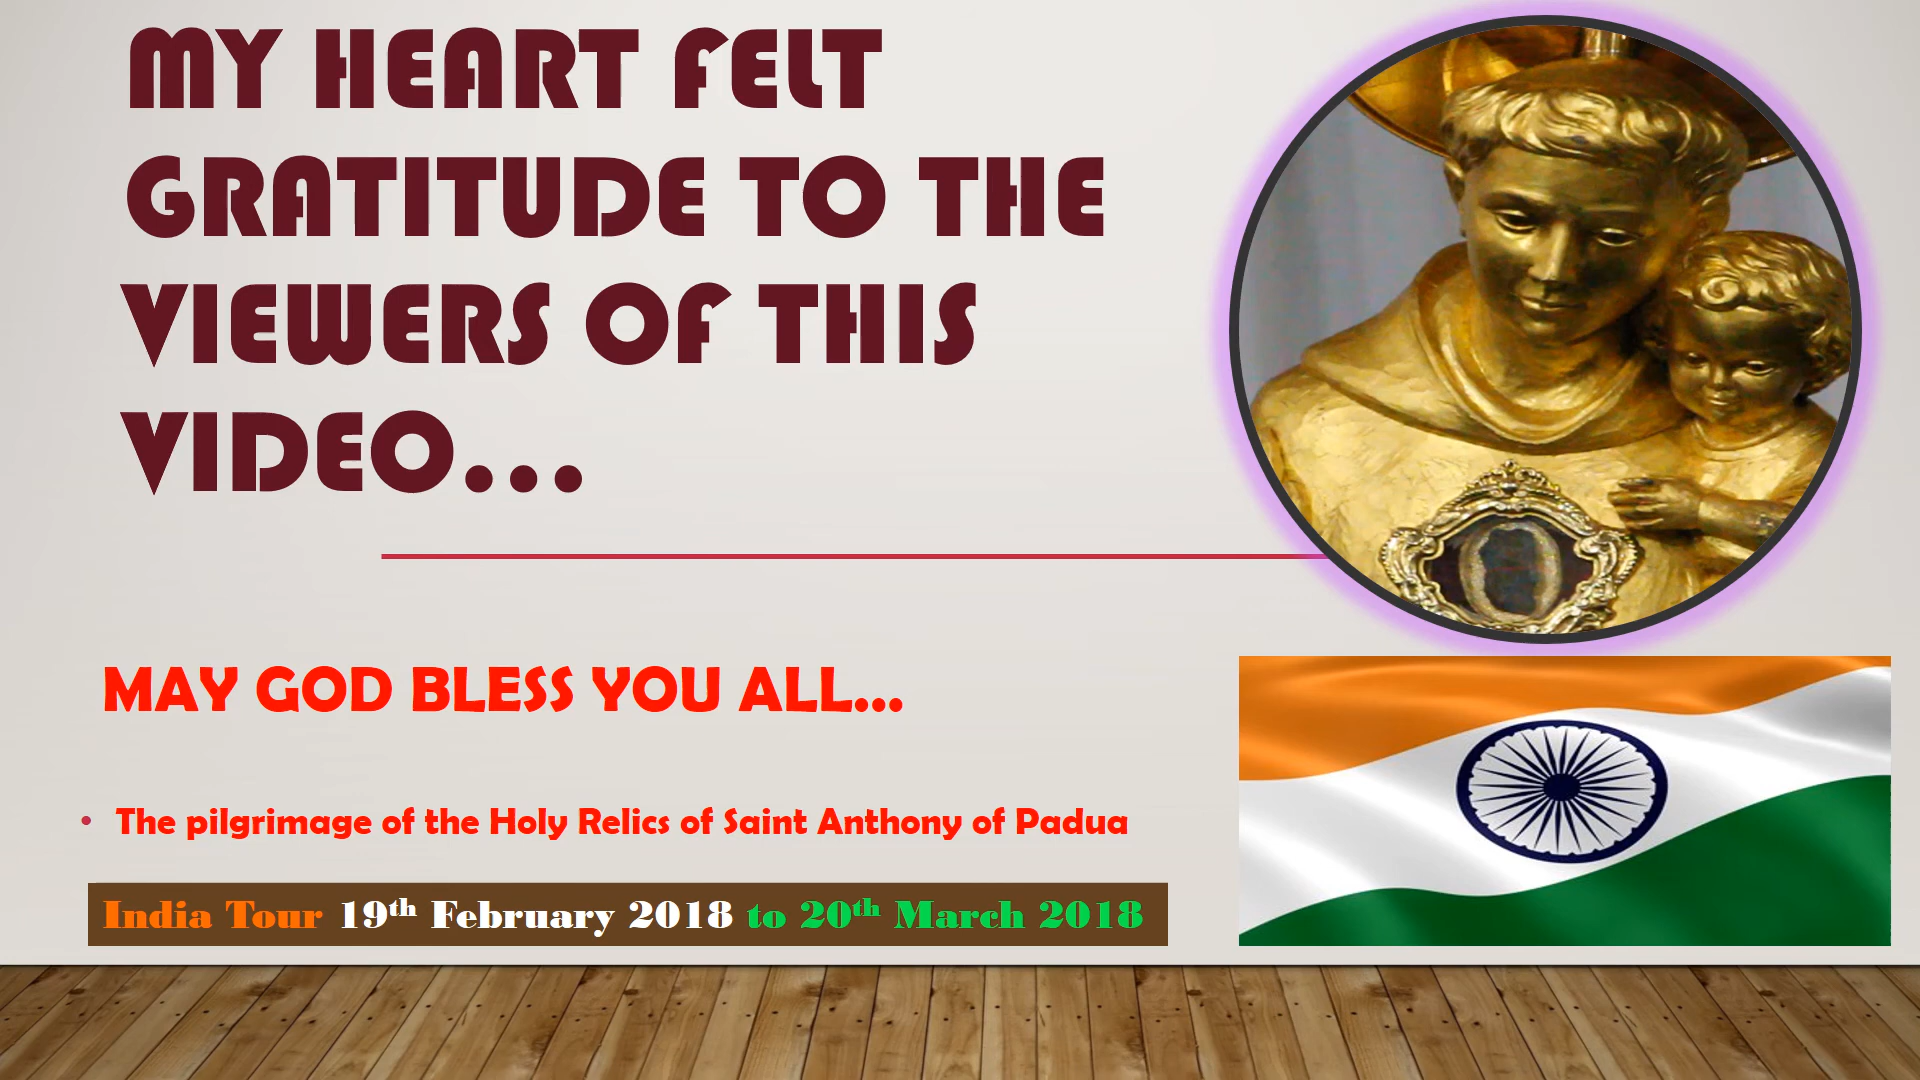 MY HEART FELT
GRATITUDE TO THE
VIEWERS OF THIS
VIDEO...
MAY GOD BLESS YOU ALL...
• The pilgrimage of the Holy Relics of Saint Anthony of Padua
India Tour 19th February 2018 to 20th March 2018